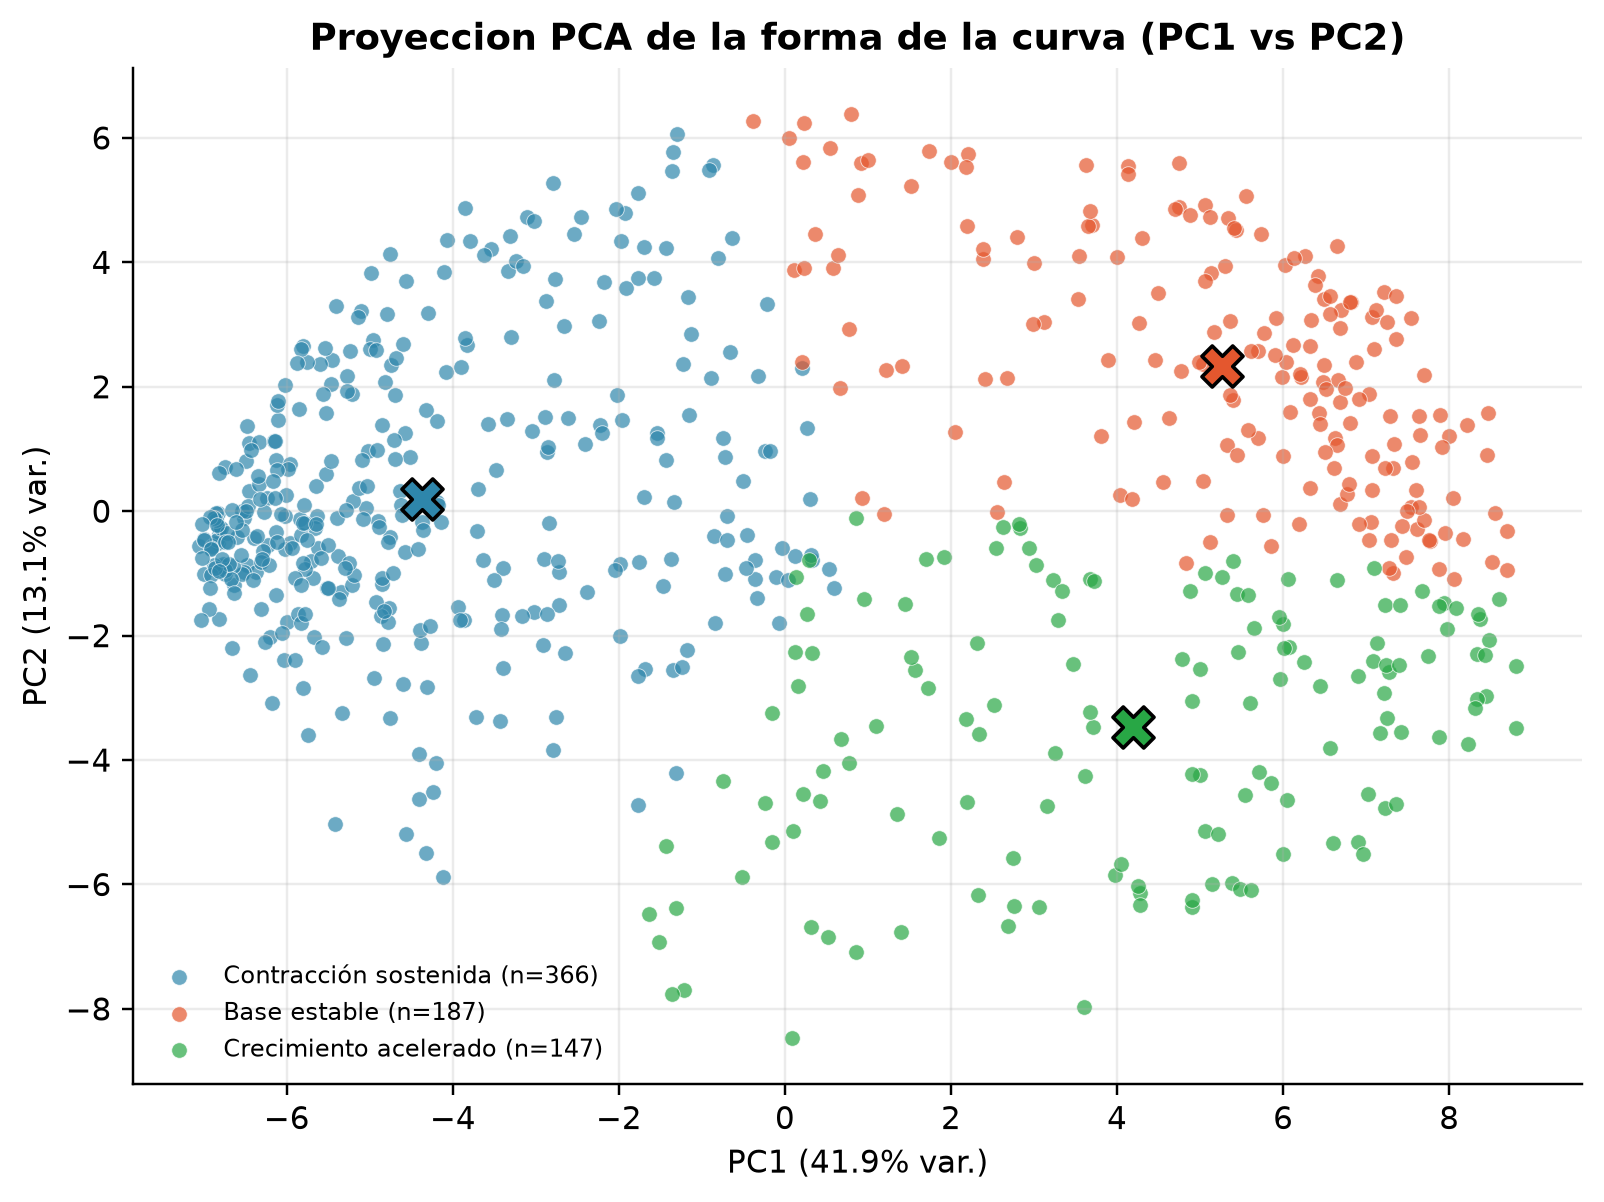 Proyeccion PCA de la forma de la curva (PC1 vs PC2)
PC2 (13.1% var.)
6
4
2
0
−2
−4
−6
−8
Contracción sostenida (n=366)
Base estable (n=187)
Crecimiento acelerado (n=147)
−6 −4 −2 0 2 4 6 8
PC1 (41.9% var.)